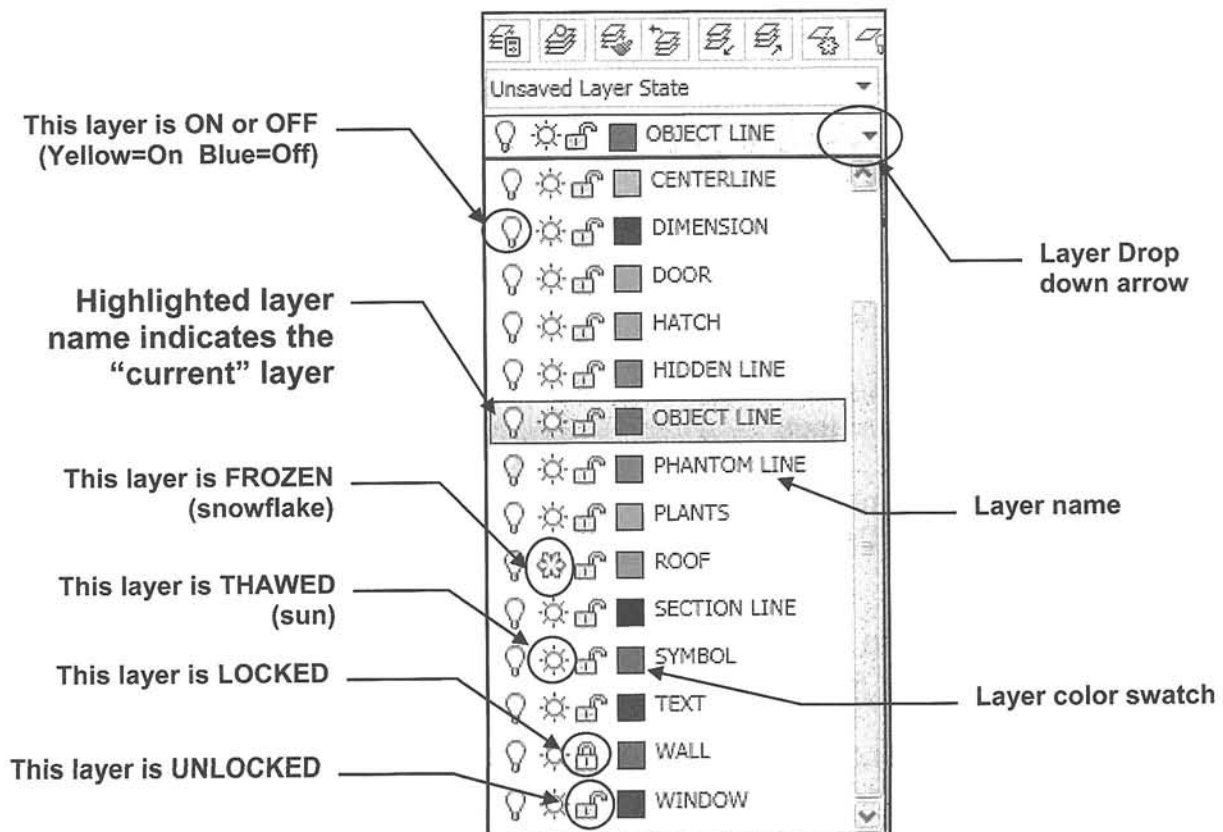 Unsaved Layer State
This layer is ON or OFF
(Yellow=On Blue=Off)
OBJECT LINE
CENTERLINE
DIMENSION
Layer Drop
down arrow
DOOR
Highlighted layer
name indicates the
“current” layer
HATCH
HIDDEN LINE
OBJECT LINE
This layer is FROZEN
(snowflake)
PHANTOM LINE
Layer name
PLANTS
ROOF
This layer is THAWED
(sun)
SECTION LINE
SYMBOL
Layer color swatch
This layer is LOCKED
TEXT
WALL
This layer is UNLOCKED
WINDOW